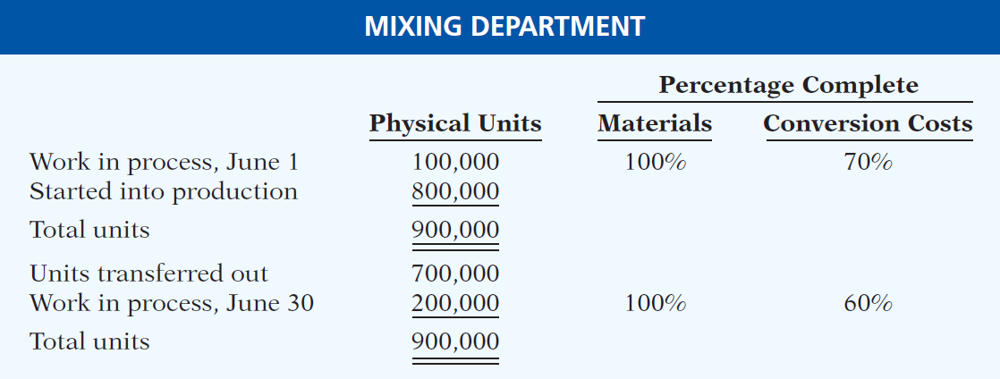 MIXING DEPARTMENT
Percentage Complete
Physical Units Materials Conversion Costs
Work in process, June 1 100,000 100% 70%
Started into production 800,000
Total units 900,000
Units transferred out 700,000
Work in process, June 30 200,000 100% 60%
Total units 900,000